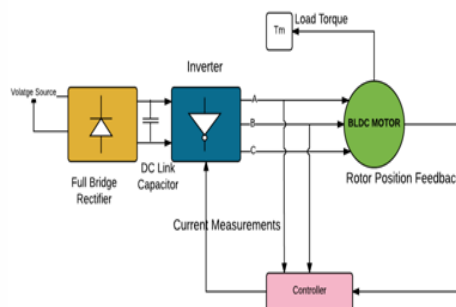 Load Torque
Tm
Inverter
Volatge Source
A
B
C
BLDC MOTOR
Full Bridge
Rectifier
DC Link
Capacitor
Rotor Position Feedbac
Current Measurements
Controller